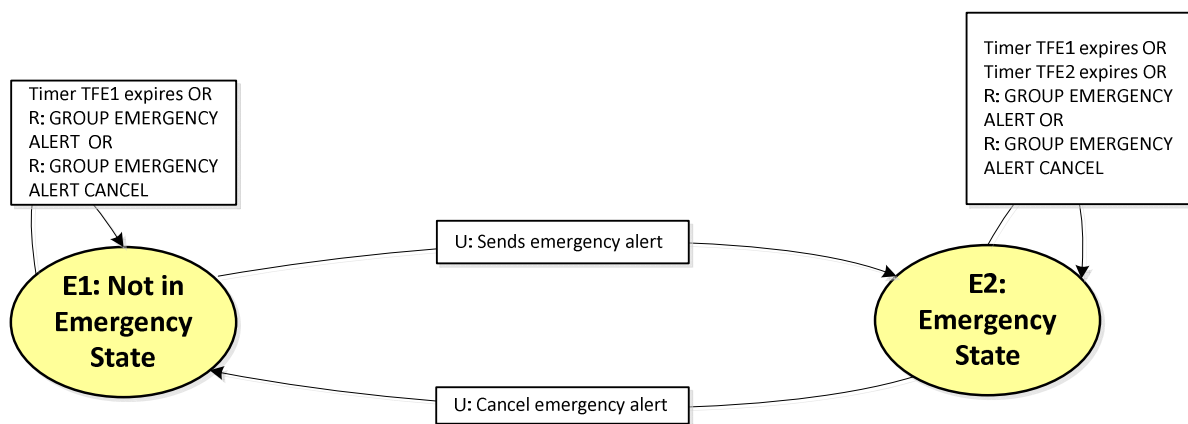 Timer TFE1 expires OR
Timer TFE2 expires OR
R: GROUP EMERGENCY
ALERT OR
R: GROUP EMERGENCY
ALERT CANCEL
Timer TFE1 expires OR
R: GROUP EMERGENCY
ALERT OR
R: GROUP EMERGENCY
ALERT CANCEL
U: Sends emergency alert
E1: Not in
Emergency
State
E2:
Emergency
State
U: Cancel emergency alert